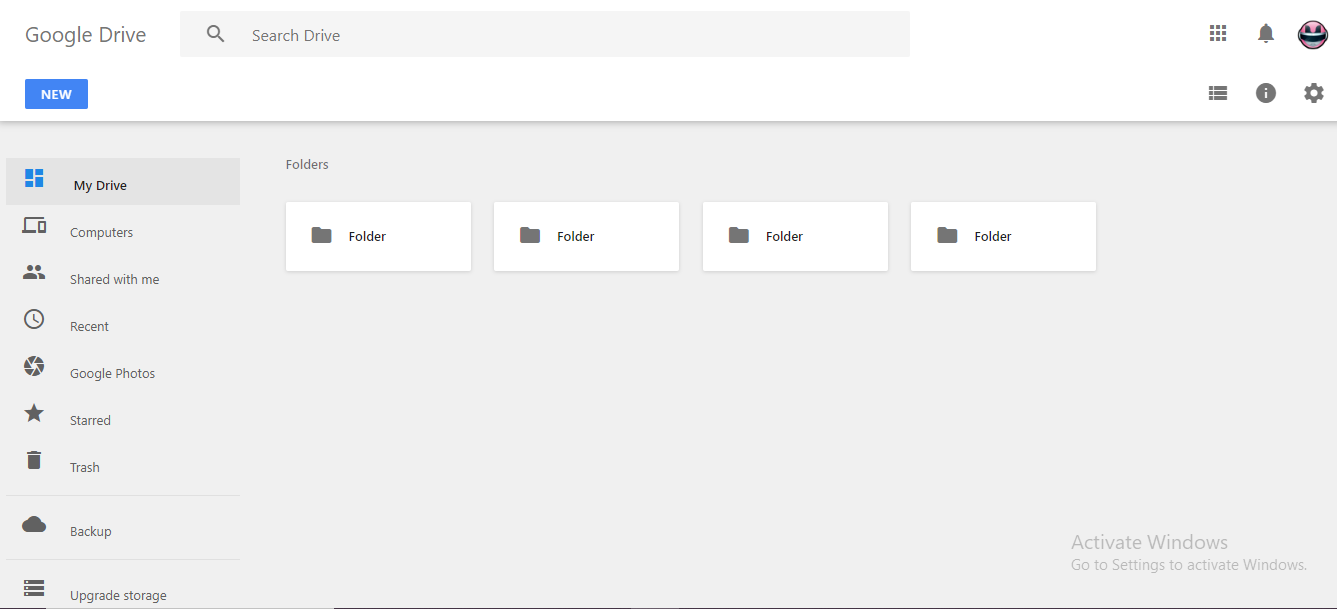 Google Drive
Search Drive
NEW
My Drive
Computers
Shared with me
Recent
Google Photos
Starred
Trash
Backup
Upgrade storage
Folders
Folder
Folder
Folder
Folder
Activate Windows
Go to Settings to activate Windows.